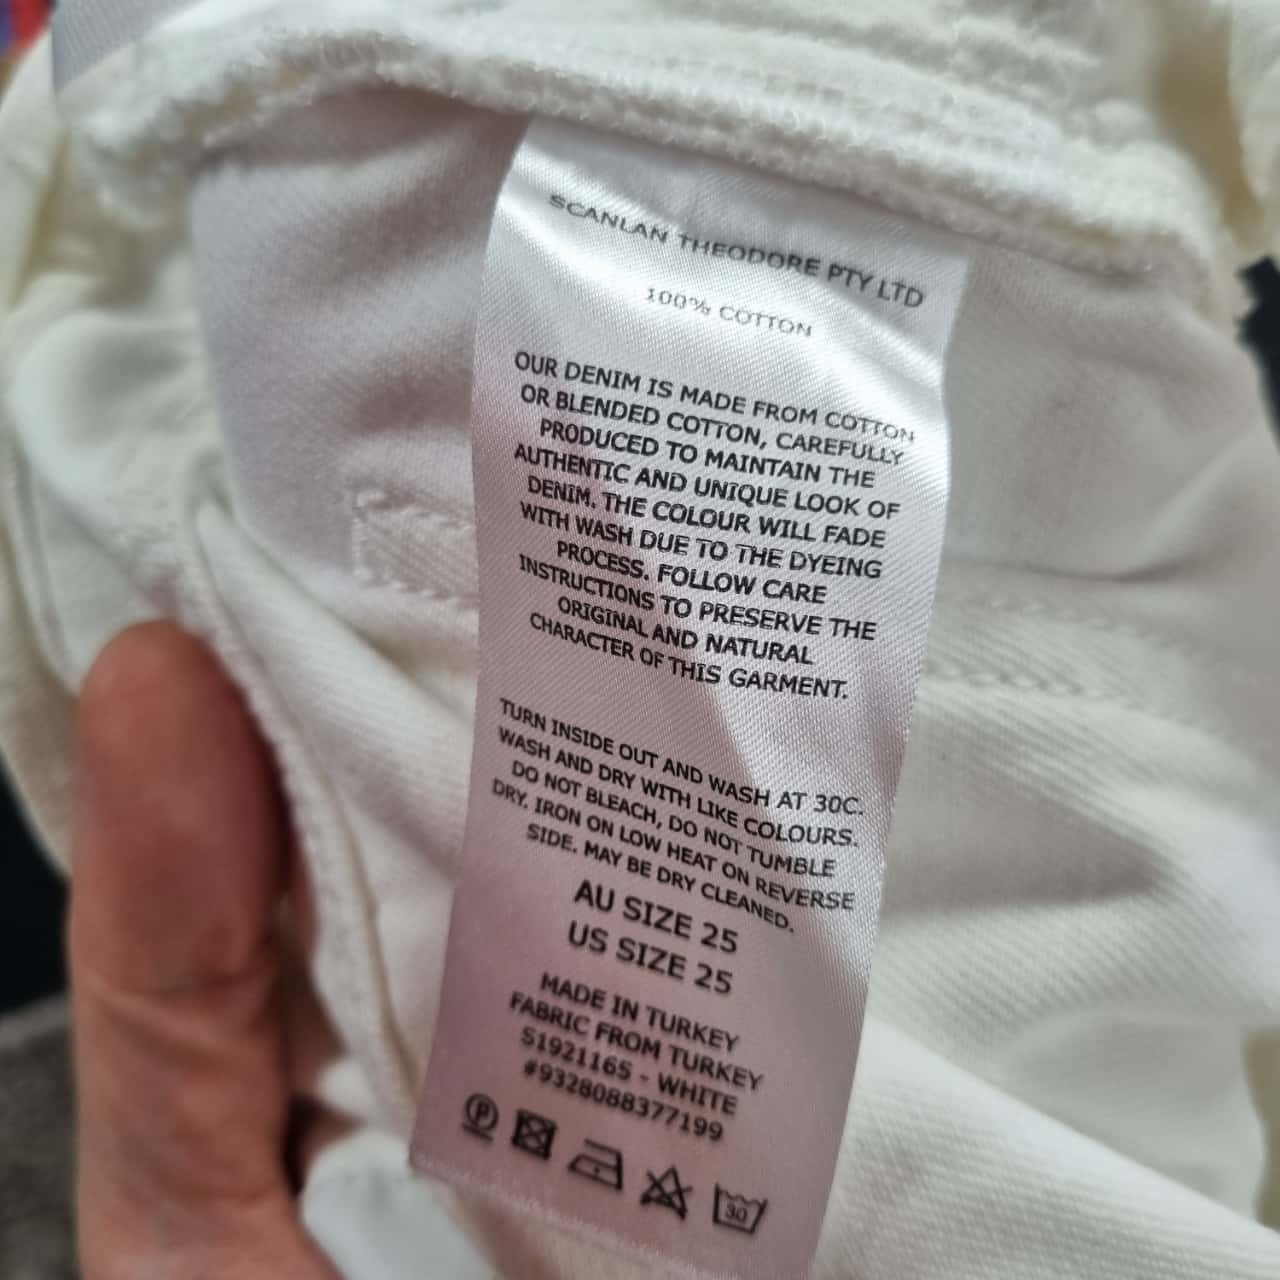 SCANLAN THEODORE PTY LTD
100% COTTON
OUR DENIM IS MADE FROM COTTON
OR BLENDED COTTON, CAREFULLY
PRODUCED TO MAINTAIN THE
AUTHENTIC AND UNIQUE LOOK OF
DENIM. THE COLOUR WILL FADE
WITH WASH DUE TO THE DYEING
PROCESS. FOLLOW CARE
INSTRUCTIONS TO PRESERVE THE
ORIGINAL AND NATURAL
CHARACTER OF THIS GARMENT.
TURN INSIDE OUT AND WASH AT 30C.
WASH AND DRY WITH LIKE COLOURS.
DO NOT BLEACH, DO NOT TUMBLE
DRY. IRON ON LOW HEAT ON REVERSE
SIDE. MAY BE DRY CLEANED.
AU SIZE 25
US SIZE 25
MADE IN TURKEY
FABRIC FROM TURKEY
S1921165 - WHITE
#9328088377199
P
30